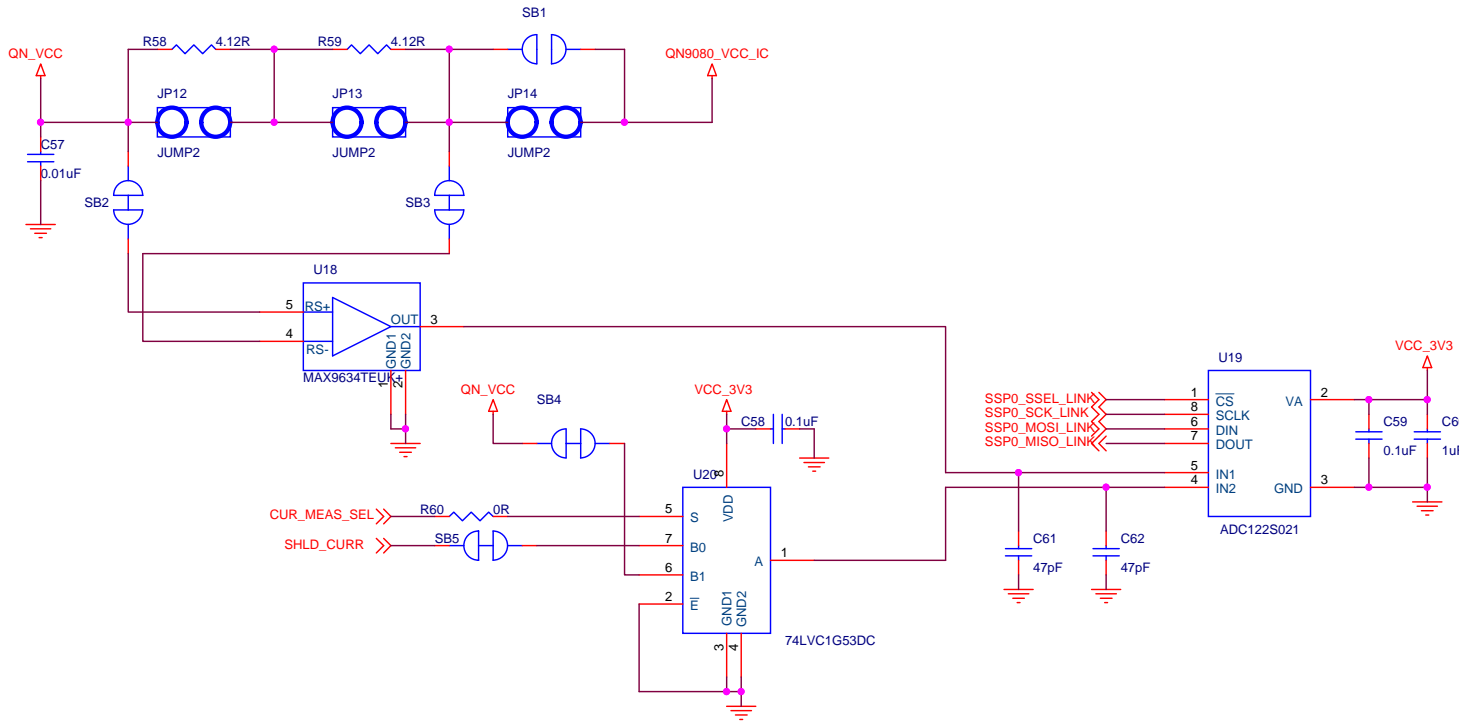 SB1
R58 4.12R R59 4.12R
QN_VCC QN9080_VCC_IC
JP12 JP13 JP14
C57
0.01uF
JUMP2 JUMP2 JUMP2
SB2 SB3
U18
5 RS+
OUT 3
4 RS-
GND1
GND2
1
2
MAX9634TEUK+
QN_VCC
SB4
VCC_3V3
C58 0.1uF
U20
8
VDD
CUR_MEAS_SEL R60 0R 5 S
SHLD_CURR SB5 7 B0
6 B1
2 E
A 1
GND1
GND2
3
4
74LVC1G53DC
VCC_3V3
U19
SSP0_SSEL_LINK 1 CS
SSP0_SCK_LINK 8 SCLK
SSP0_MOSI_LINK 6 DIN
SSP0_MISO_LINK 7 DOUT
5 IN1
4 IN2
VA 2
GND 3
ADC122S021
C59
0.1uF
C61
47pF
C62
47pF